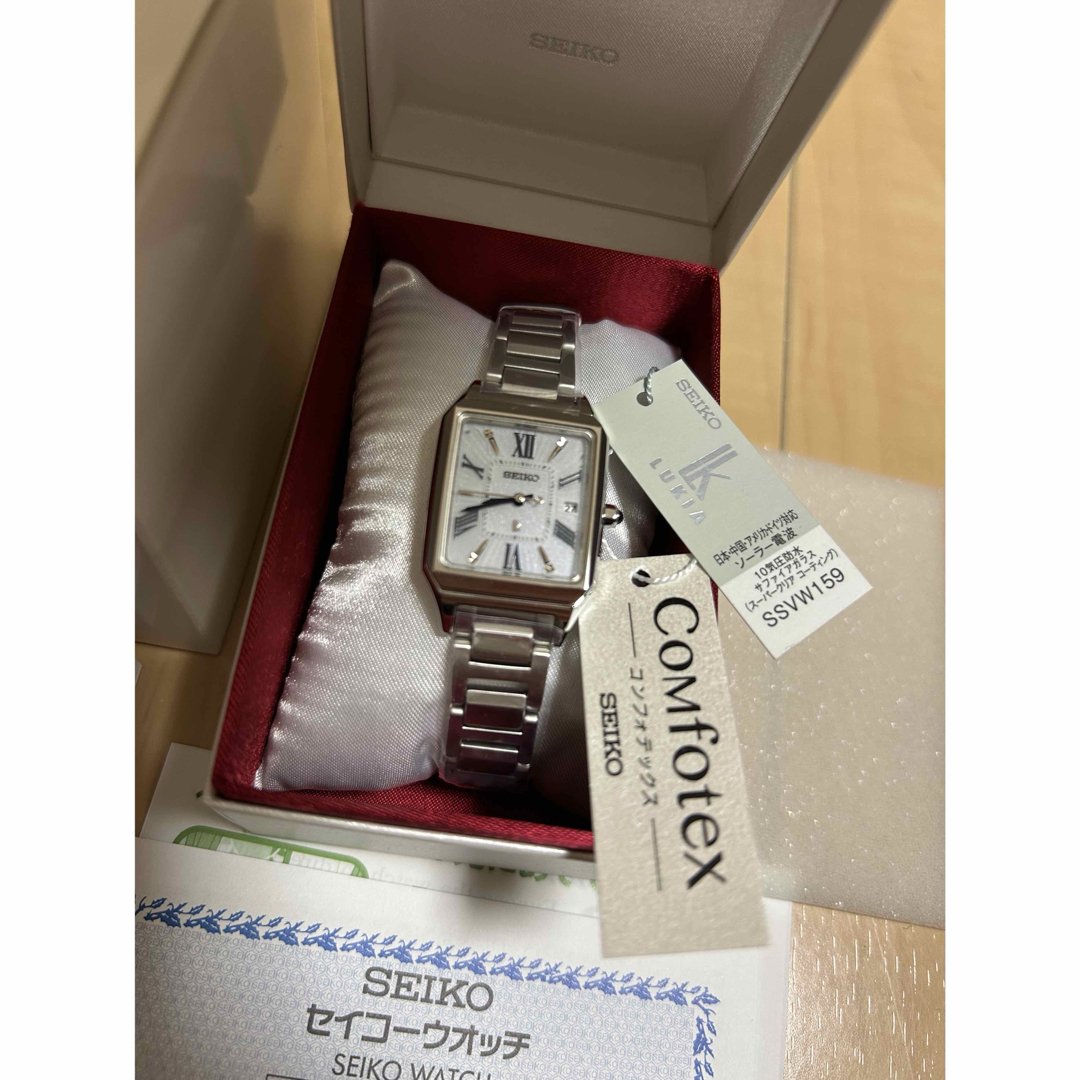 SEIKO
XII
SEIKO
27
SEIKO
lk
LUKIA
日本・中国・アメリカ・ドイツ対応
ソーラー電波
10気圧防水
サファイアガラス
(スーパークリア コーティング)
SSVW159
ComfoteX
コンフォテックス
SEIKO
SEIKO
セイコーウオッチ
SEIKO WATCH